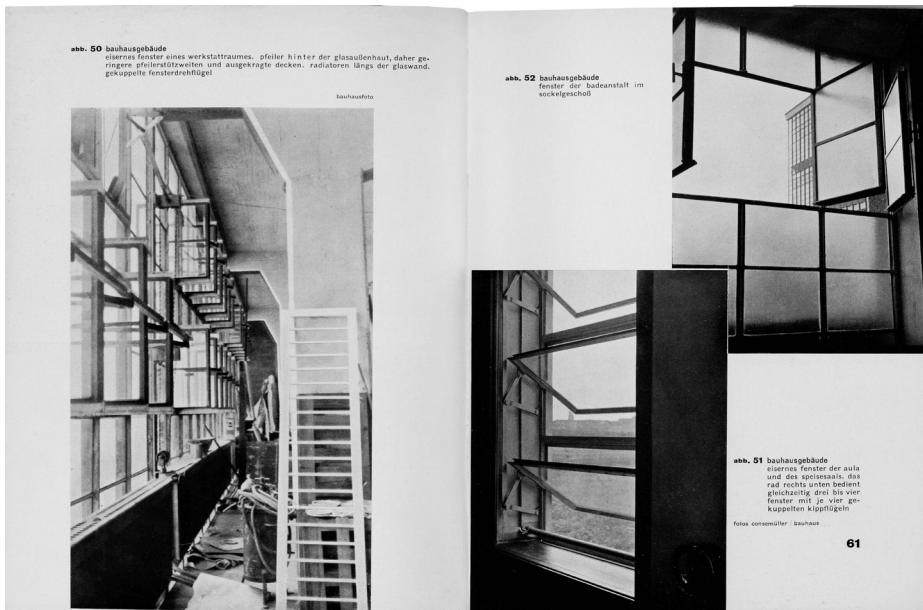 abb. 50 bauhausgebäude
eisernes fenster eines werkstattraumes. pfeiler hinter der glasaußenhaut, daher ge-
ringere pfeilerstützweiten und ausgekragte decken. radiatoren längs der glaswand.
gekuppelte fensterdrehflügel
bauhausfoto
abb. 52 bauhausgebäude
fenster der badeanstalt im
sockelgeschoß
abb. 51 bauhausgebäude
eisernes fenster der aula
und des speisesaals. das
rad rechts unten bedient
gleichzeitig drei bis vier
fenster mit je vier ge-
kuppelten kippflügeln
fotos consemüller | bauhaus
61